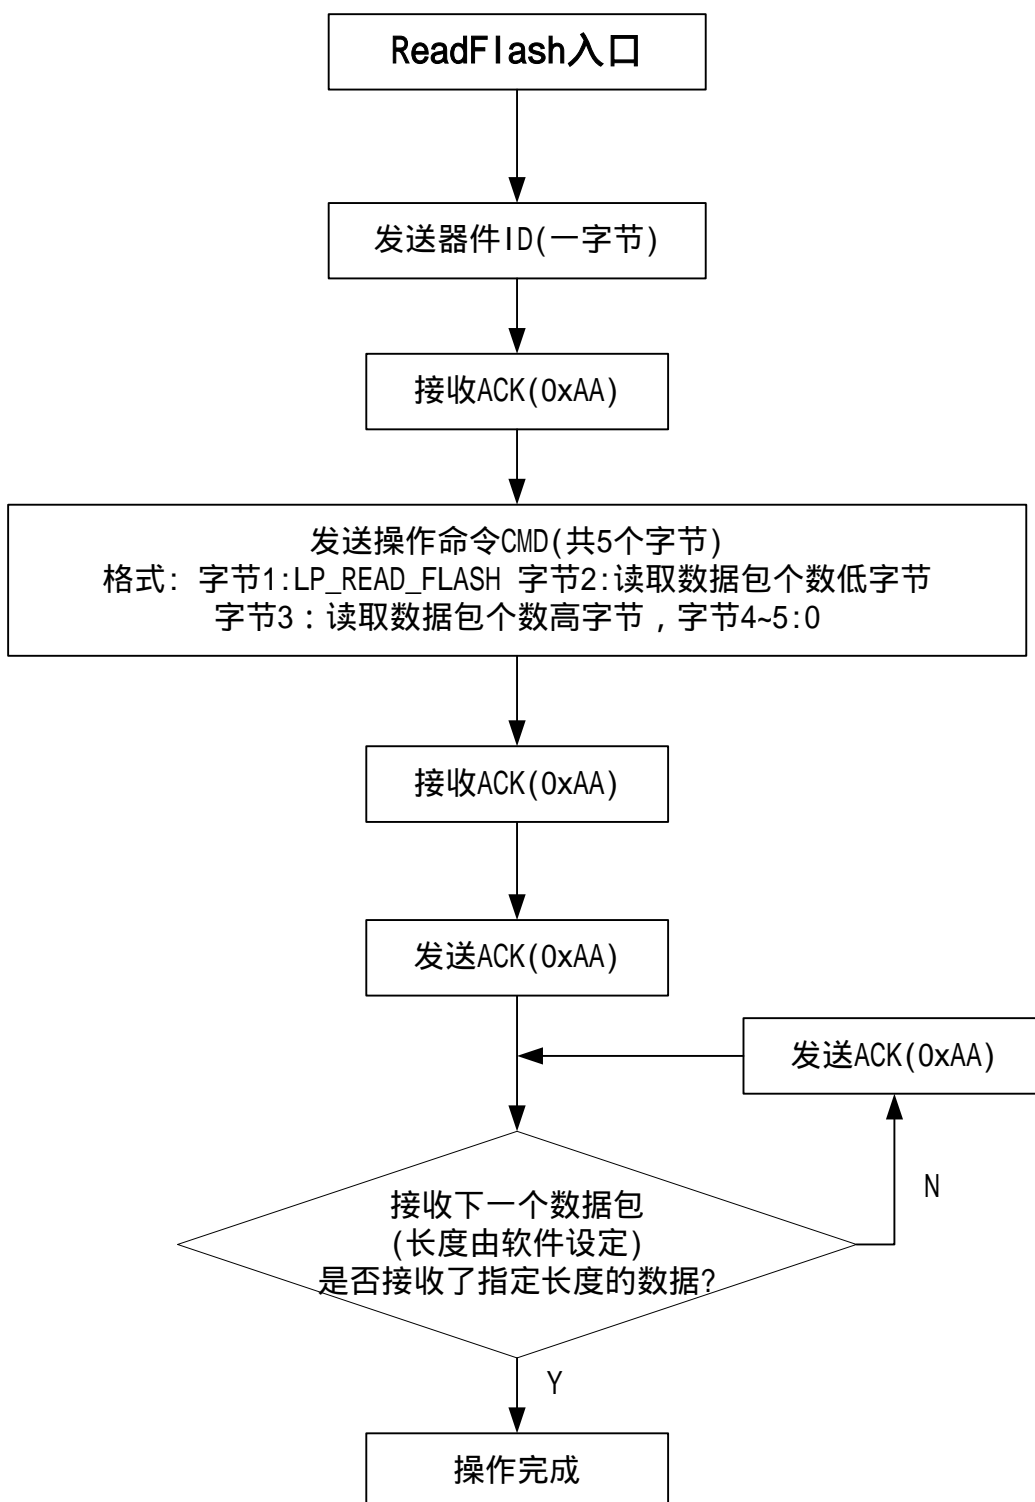 ReadFlash入口
发送器件ID(一字节)
接收ACK(0xAA)
发送操作命令CMD(共5个字节)
格式: 字节1:LP_READ_FLASH 字节2:读取数据包个数低字节
字节3：读取数据包个数高字节，字节4~5:0
接收ACK(0xAA)
发送ACK(0xAA)
发送ACK(0xAA)
N
接收下一个数据包
(长度由软件设定)
是否接收了指定长度的数据?
Y
操作完成